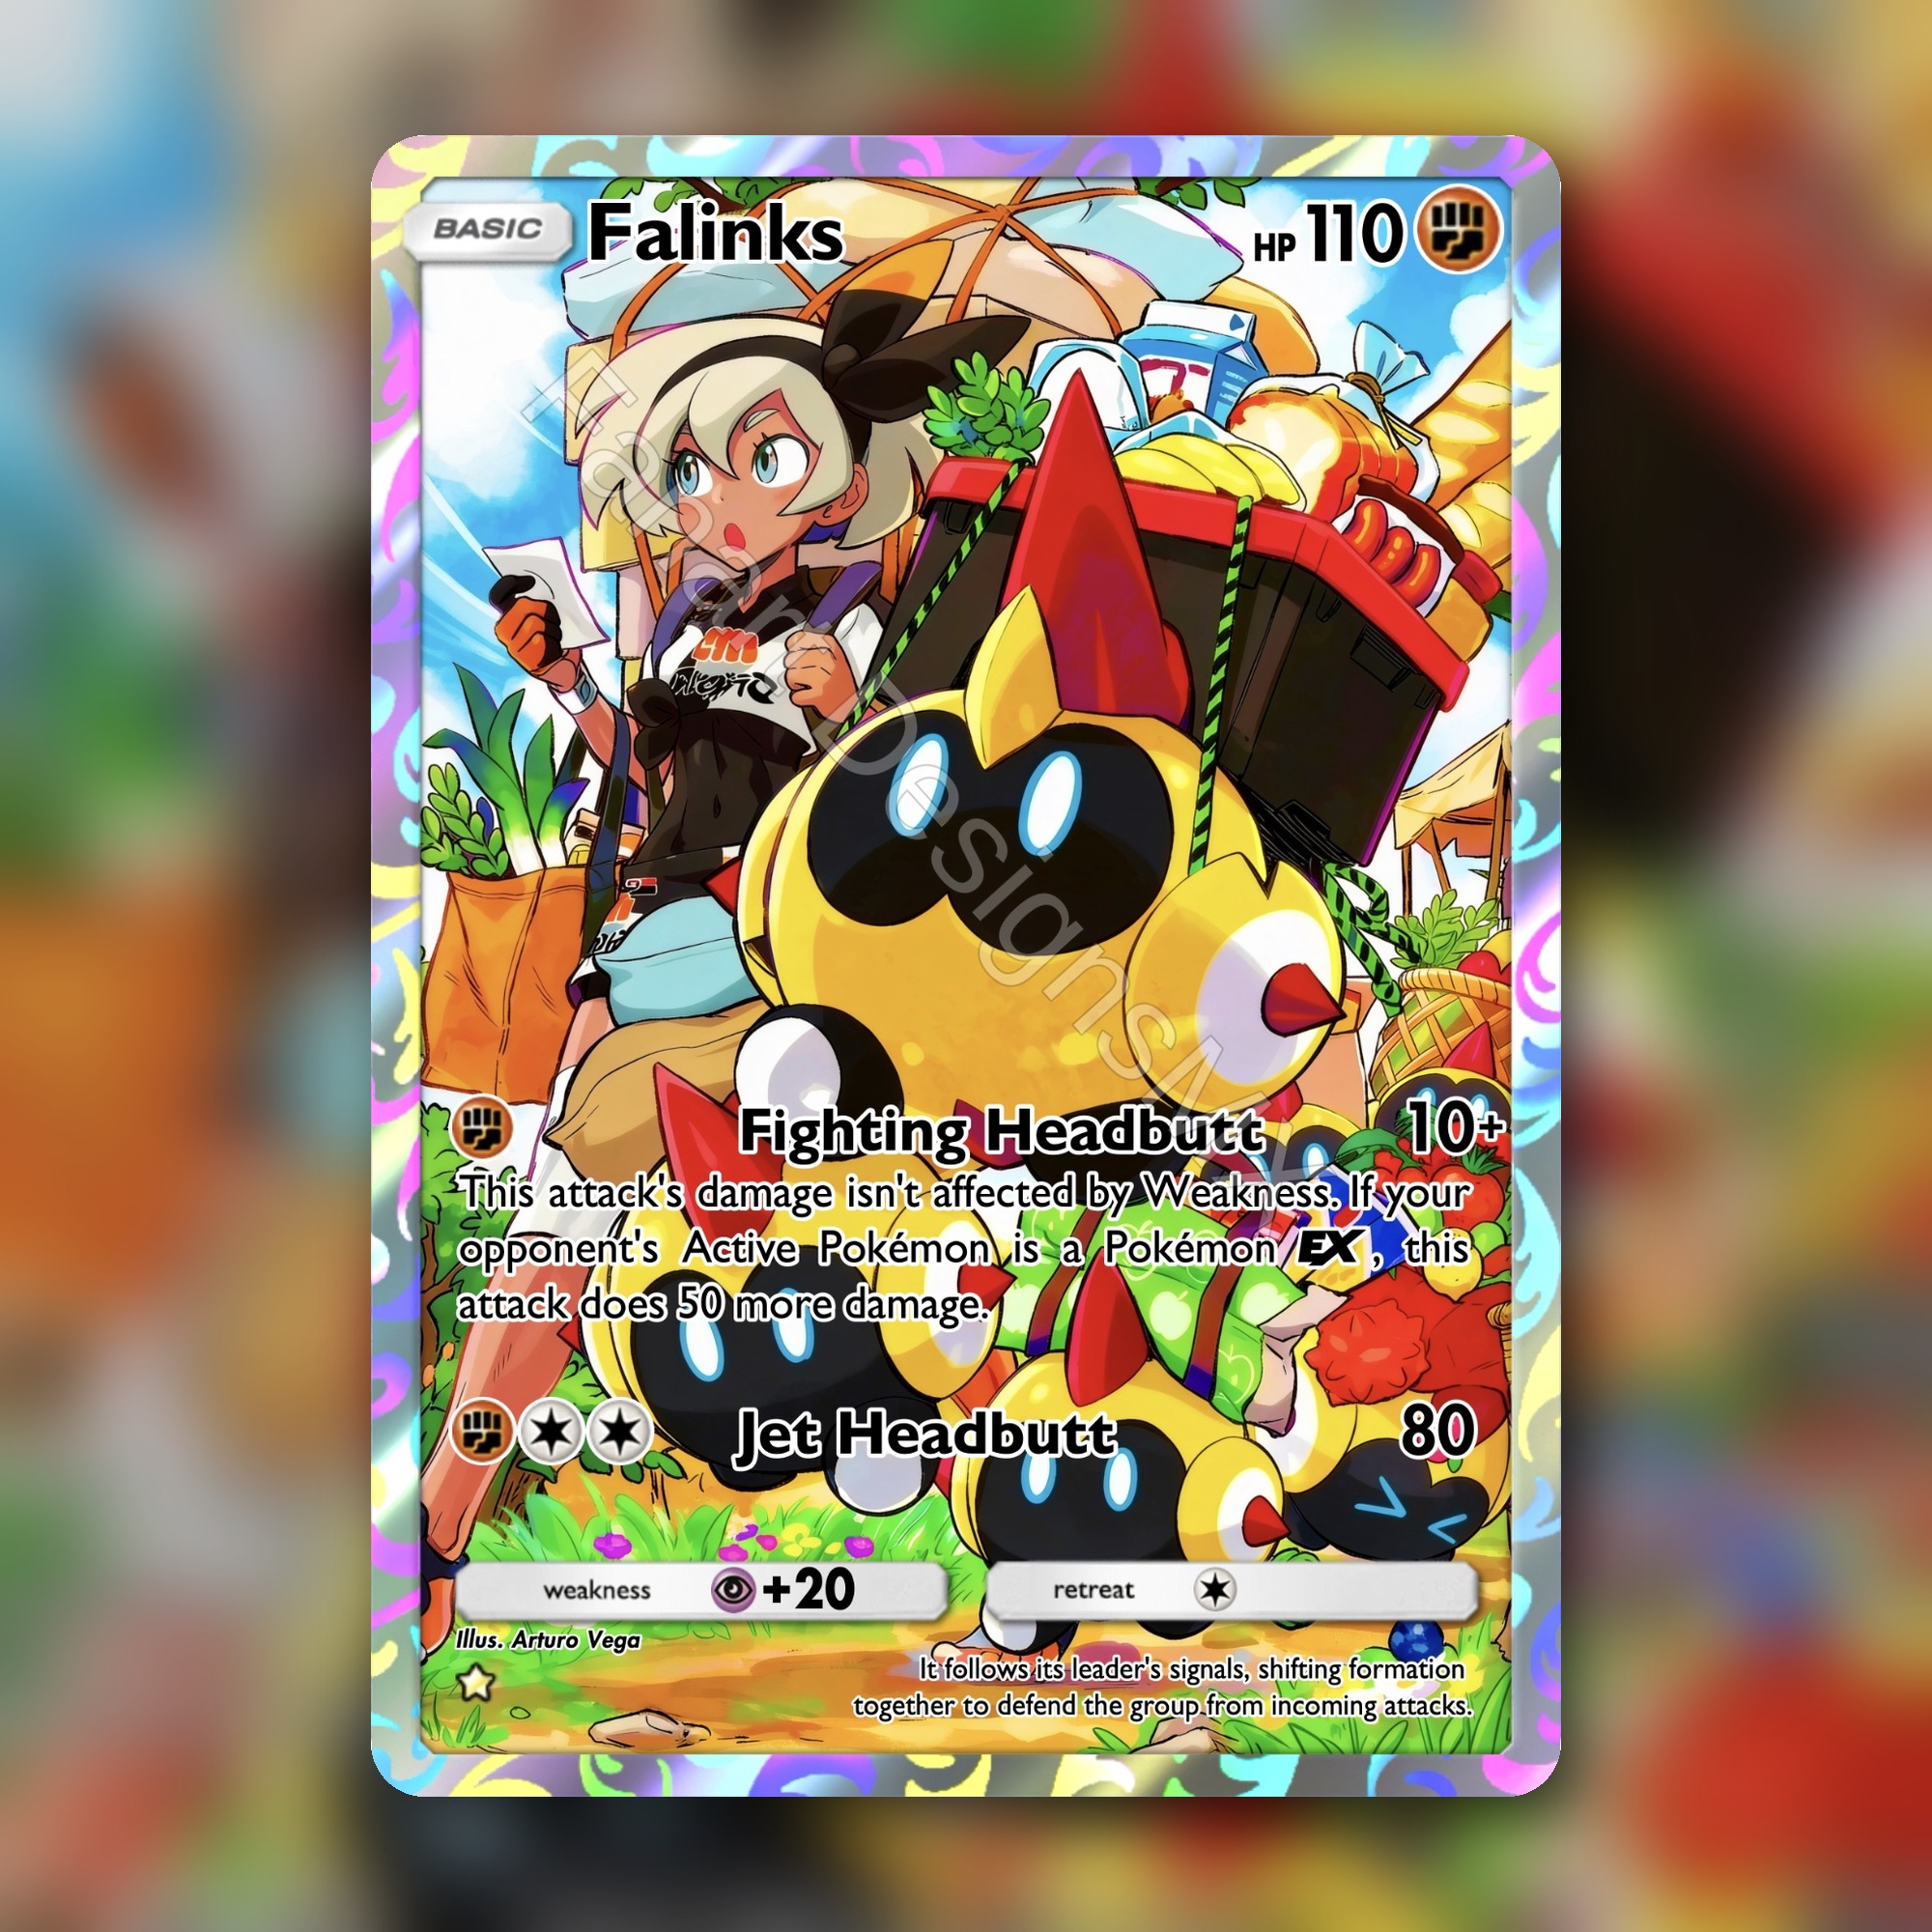 BASIC
Falinks
HP 110
Fighting Headbutt 10+
This attack's damage isn't affected by Weakness. If your
opponent's Active Pokémon is a Pokémon EX, this
attack does 50 more damage.
Jet Headbutt 80
weakness +20
retreat
Illus. Arturo Vega
It follows its leader's signals, shifting formation
together to defend the group from incoming attacks.